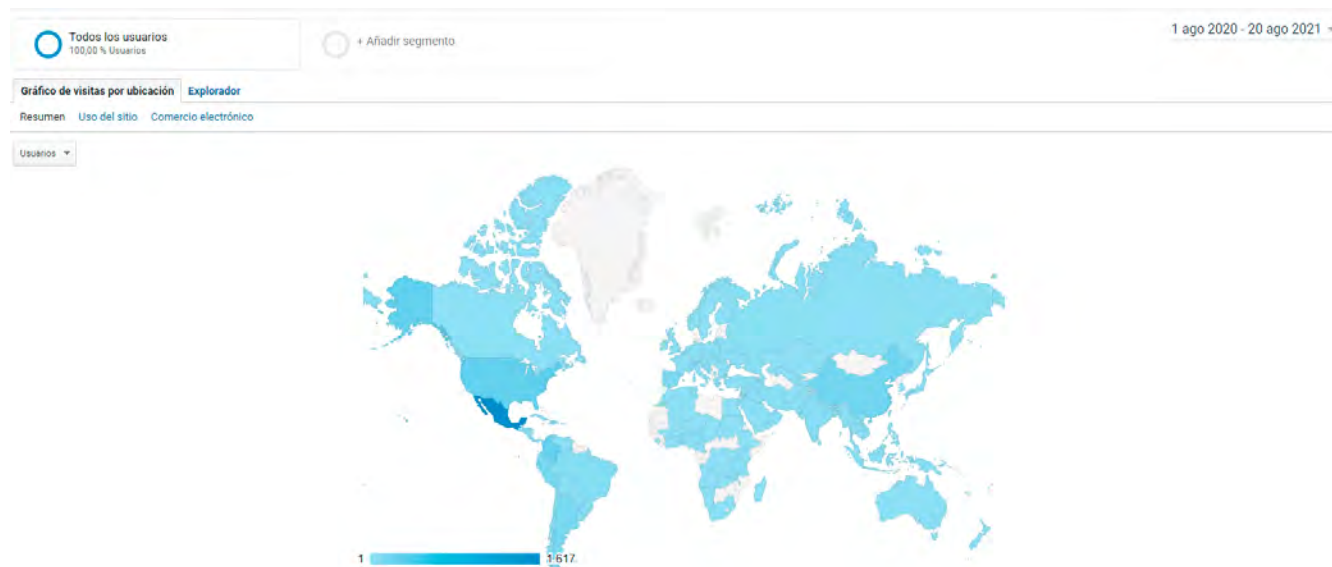 Todos los usuarios
100,00 % Usuarios
+ Añadir segmento
1 ago 2020 - 20 ago 2021
Gráfico de visitas por ubicación Explorador
Resumen Uso del sitio Comercio electrónico
Usuarios
1 1.617